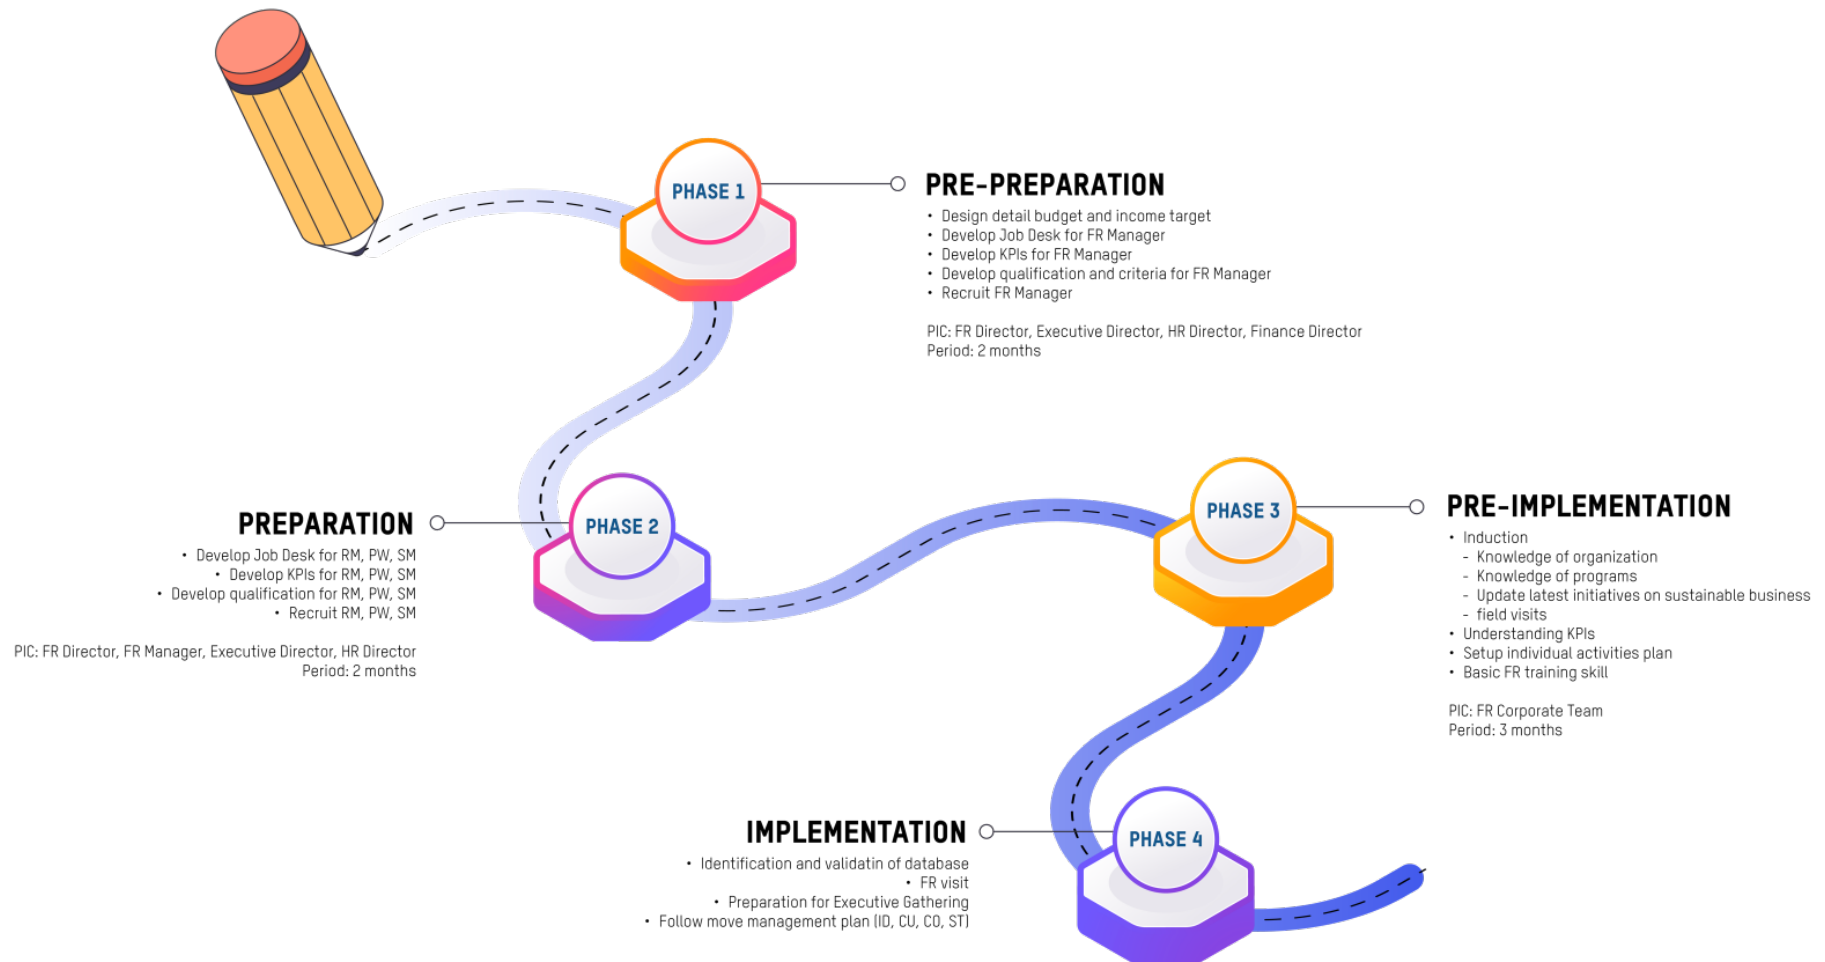 PHASE 1
PRE-PREPARATION
• Design detail budget and income target
• Develop Job Desk for FR Manager
• Develop KPIs for FR Manager
• Develop qualification and criteria for FR Manager
• Recruit FR Manager
PIC: FR Director, Executive Director, HR Director, Finance Director
Period: 2 months
PHASE 2
PREPARATION
• Develop Job Desk for RM, PW, SM
• Develop KPIs for RM, PW, SM
• Develop qualification for RM, PW, SM
• Recruit RM, PW, SM
PIC: FR Director, FR Manager, Executive Director, HR Director
Period: 2 months
PHASE 3
PRE-IMPLEMENTATION
• Induction
- Knowledge of organization
- Knowledge of programs
- Update latest initiatives on sustainable business
- field visits
• Understanding KPIs
• Setup individual activities plan
• Basic FR training skill
PIC: FR Corporate Team
Period: 3 months
PHASE 4
IMPLEMENTATION
• Identification and validatin of database
• FR visit
• Preparation for Executive Gathering
• Follow move management plan (ID, CU, CO, ST)